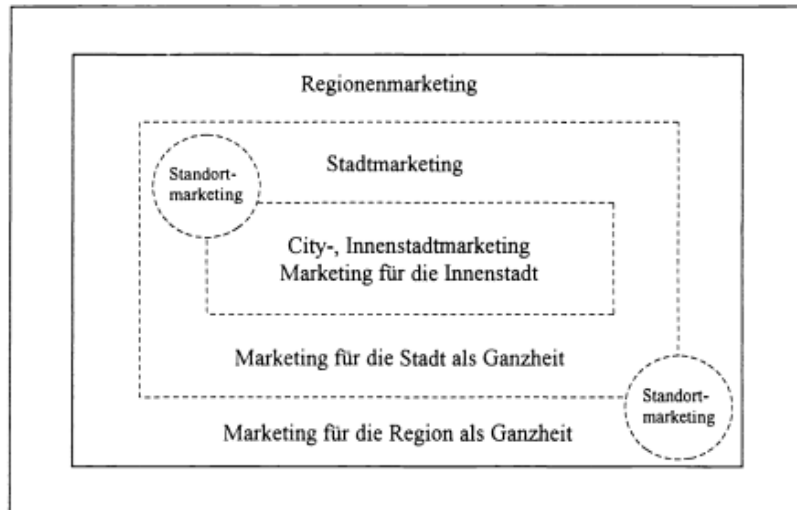 Regionenmarketing
Stadtmarketing
Standort-
marketing
City-, Innenstadtmarketing
Marketing für die Innenstadt
Marketing für die Stadt als Ganzheit
Standort-
marketing
Marketing für die Region als Ganzheit